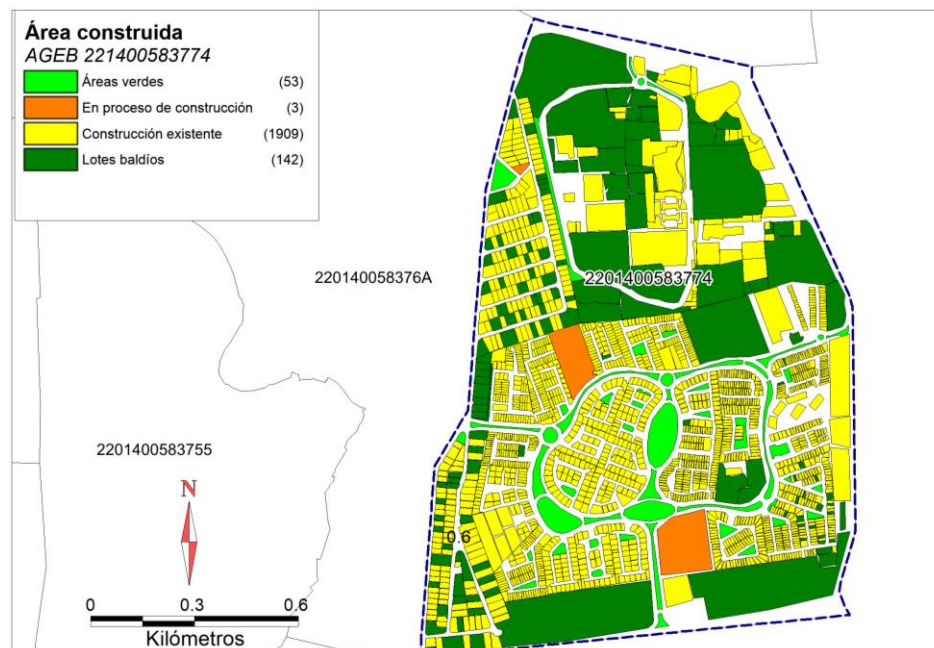 Área construida
AGEB 221400583774
Áreas verdes (53)
En proceso de construcción (3)
Construcción existente (1909)
Lotes baldíos (142)
220140058376A
2201400583774
2201400583755
N
0.6
0 0.3 0.6
Kilómetros